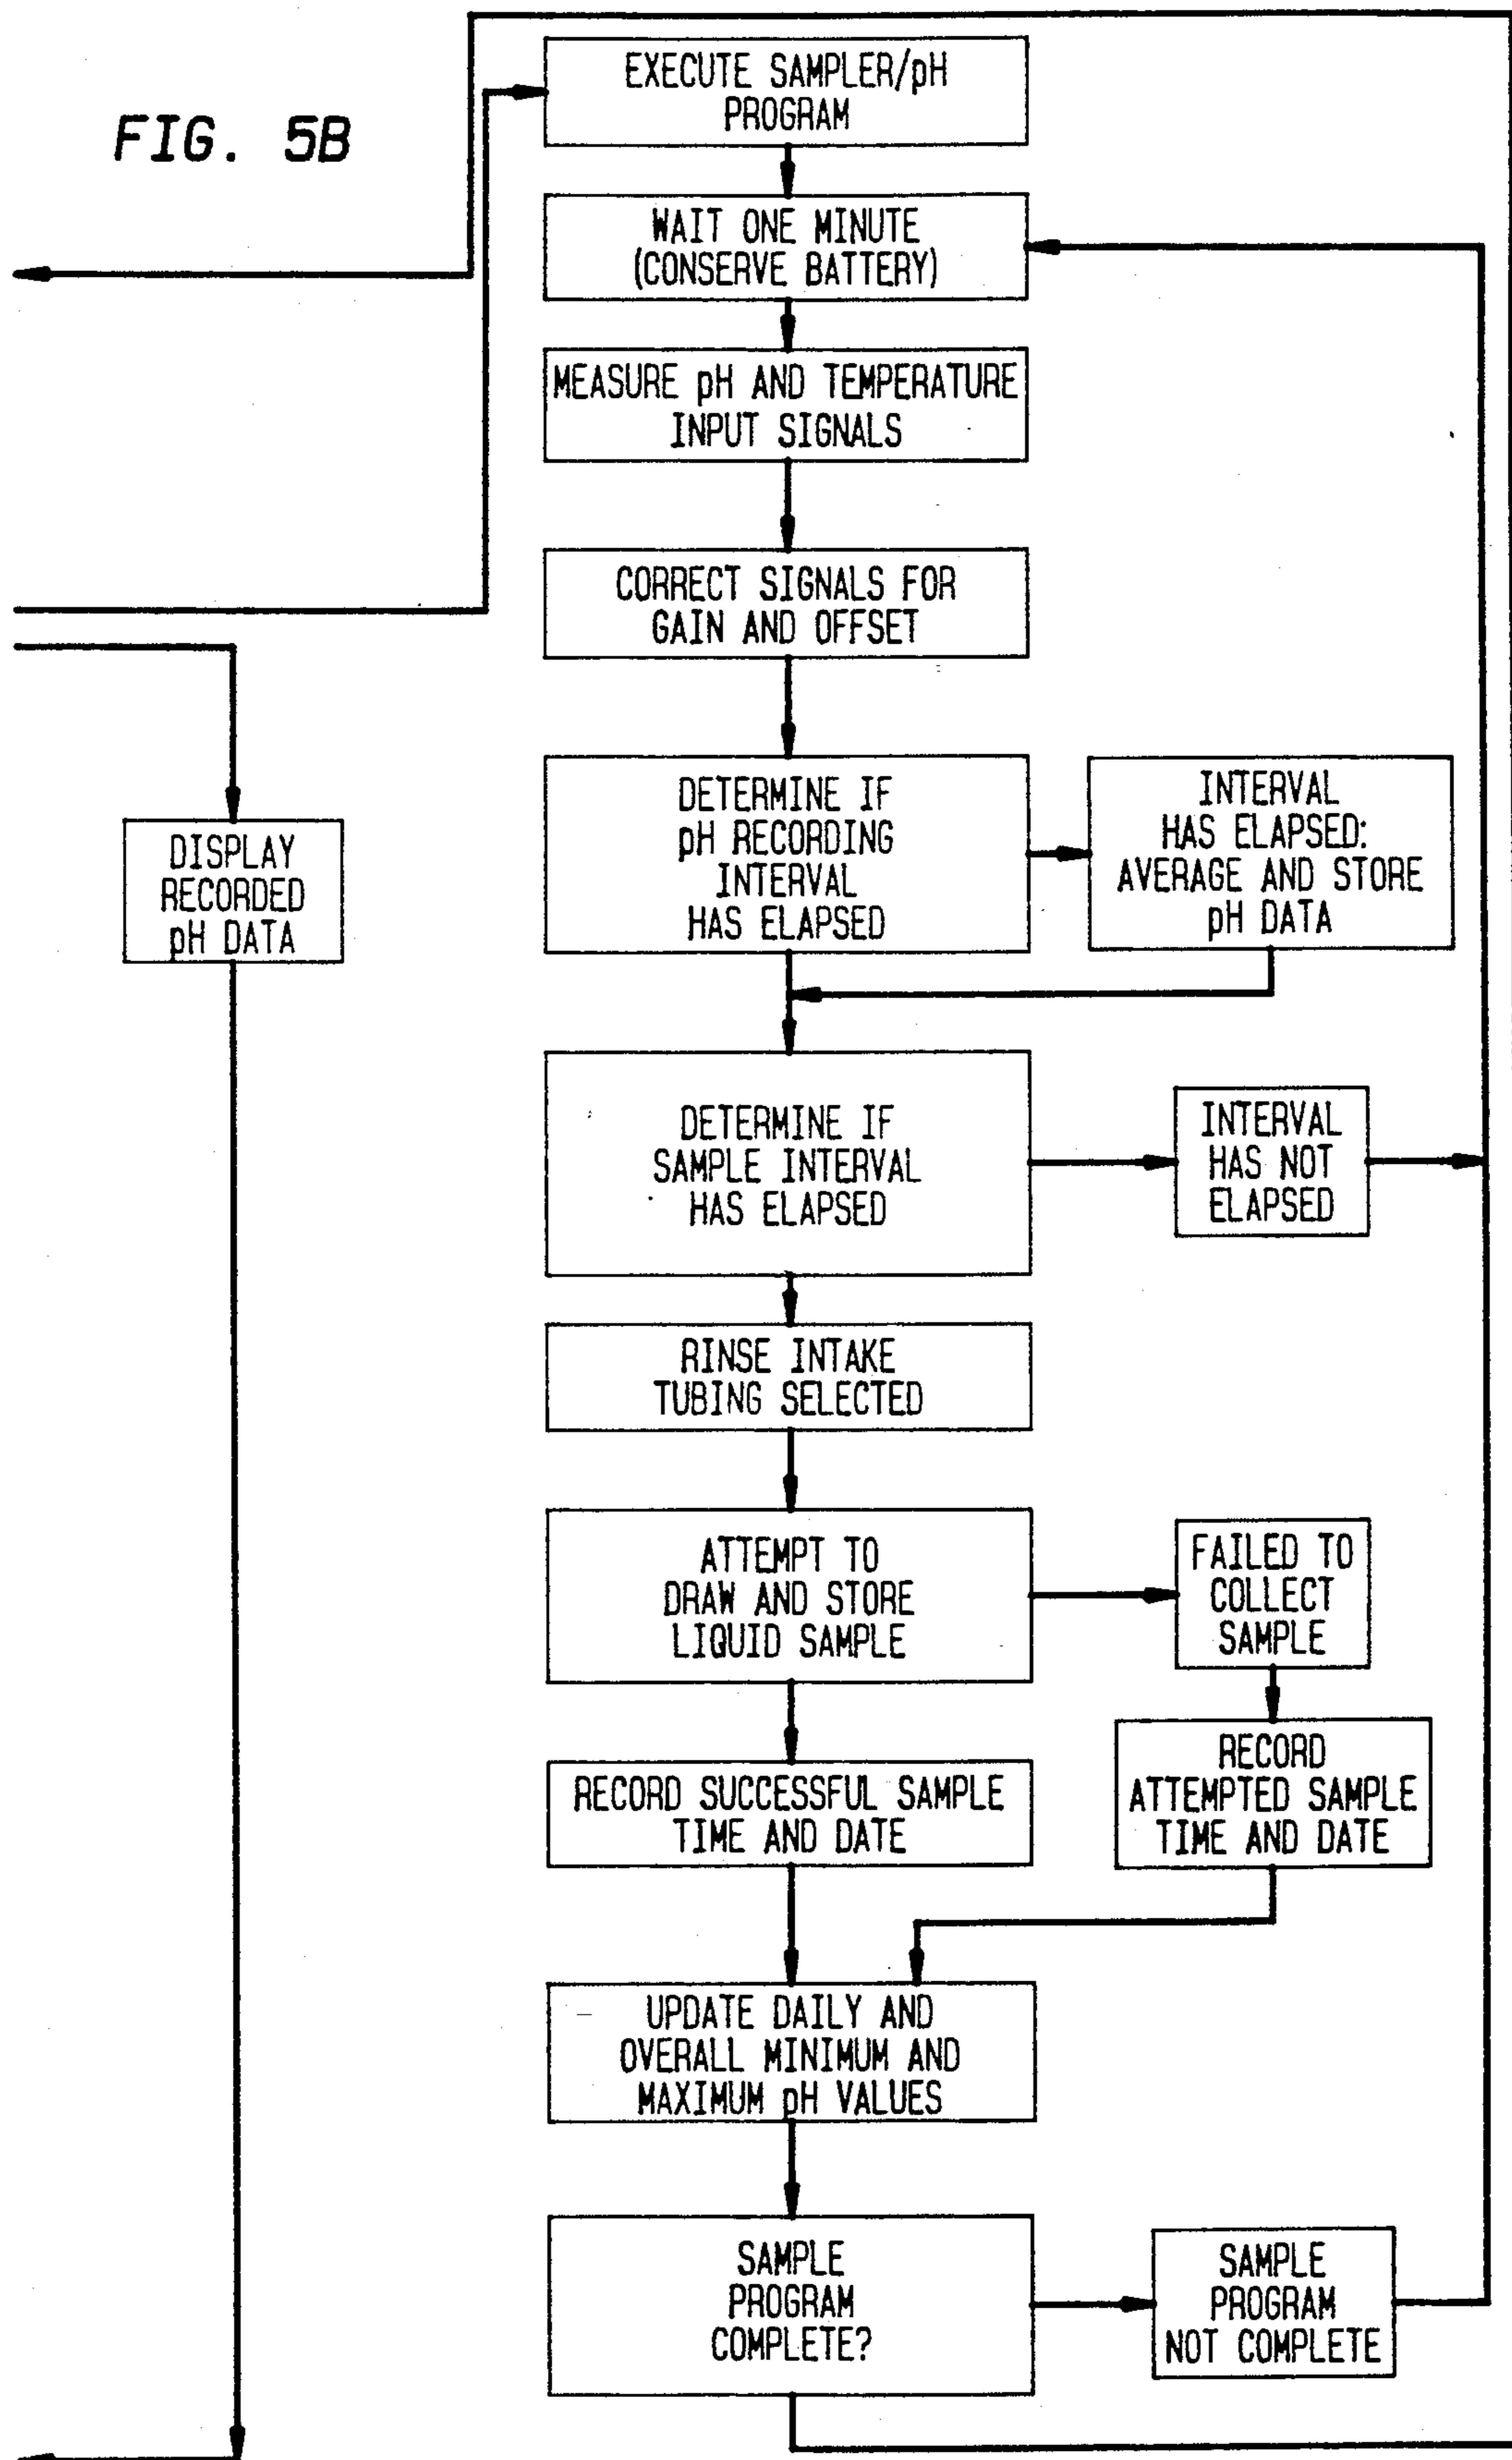 FIG. 5B
EXECUTE SAMPLER/pH
PROGRAM
WAIT ONE MINUTE
(CONSERVE BATTERY)
MEASURE pH AND TEMPERATURE
INPUT SIGNALS
CORRECT SIGNALS FOR
GAIN AND OFFSET
DETERMINE IF
pH RECORDING
INTERVAL
HAS ELAPSED
INTERVAL
HAS ELAPSED:
AVERAGE AND STORE
pH DATA
DISPLAY
RECORDED
pH DATA
DETERMINE IF
SAMPLE INTERVAL
HAS ELAPSED
INTERVAL
HAS NOT
ELAPSED
RINSE INTAKE
TUBING SELECTED
ATTEMPT TO
DRAW AND STORE
LIQUID SAMPLE
FAILED TO
COLLECT
SAMPLE
RECORD SUCCESSFUL SAMPLE
TIME AND DATE
RECORD
ATTEMPTED SAMPLE
TIME AND DATE
UPDATE DAILY AND
OVERALL MINIMUM AND
MAXIMUM pH VALUES
SAMPLE
PROGRAM
COMPLETE?
SAMPLE
PROGRAM
NOT COMPLETE